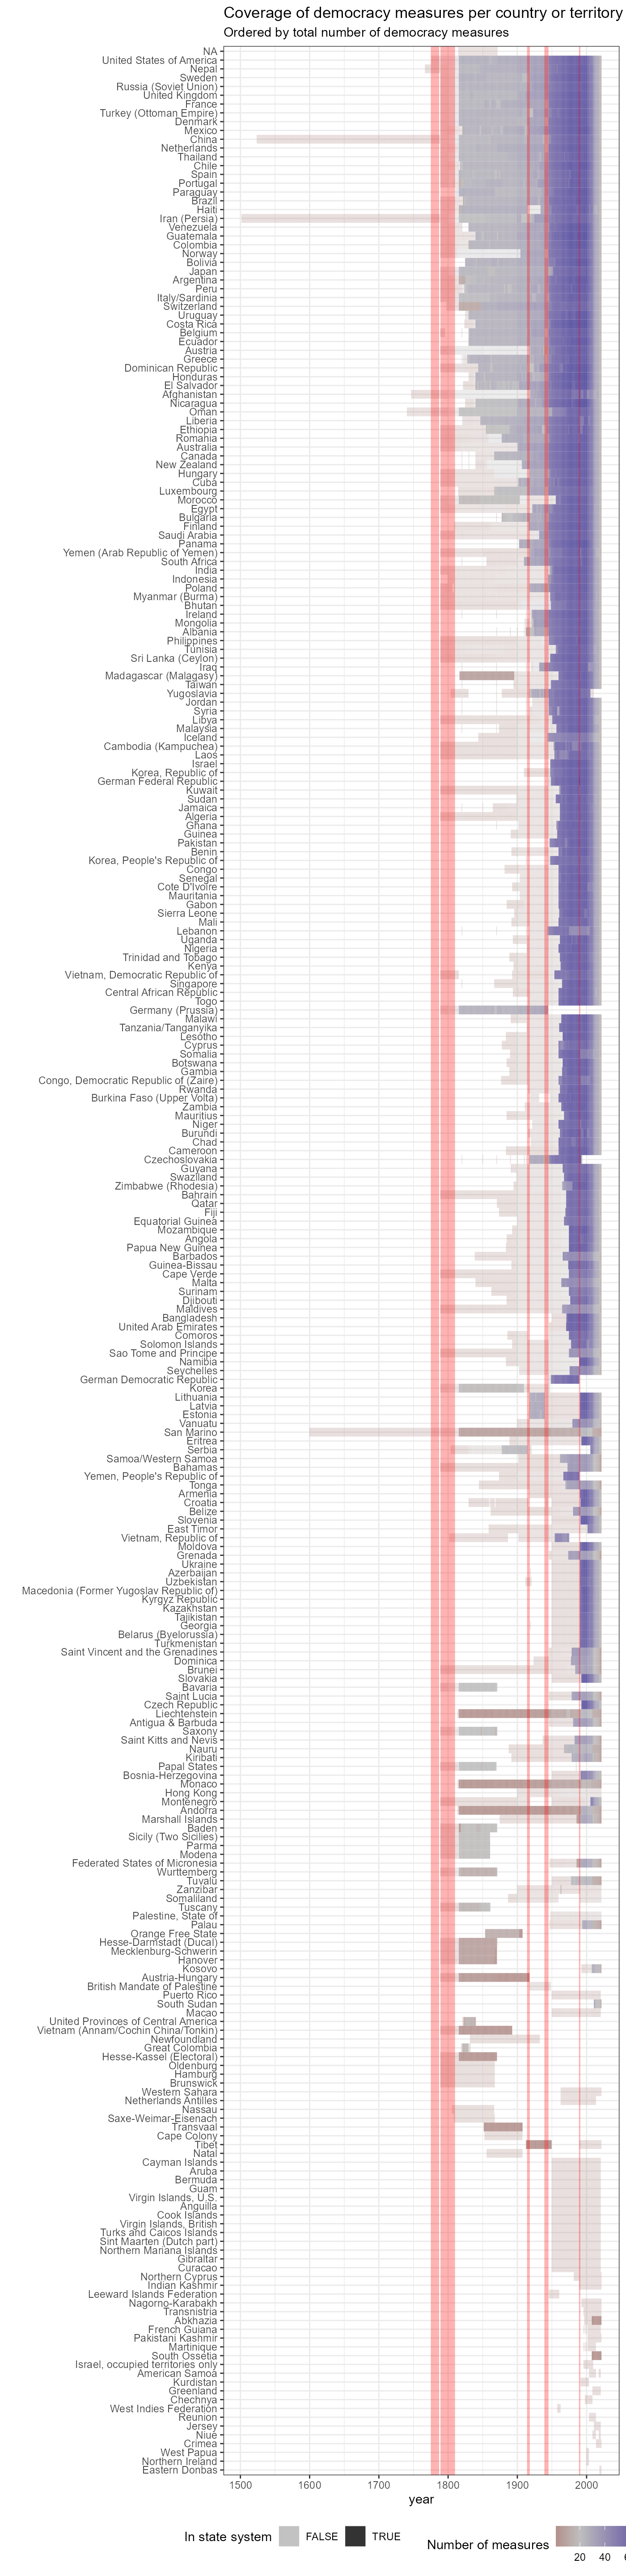 Coverage of democracy measures per country or territory
Ordered by total number of democracy measures
NA
United States of America
Nepal
Sweden
Russia (Soviet Union)
United Kingdom
France
Turkey (Ottoman Empire)
Denmark
Mexico
China
Netherlands
Thailand
Chile
Spain
Portugal
Paraguay
Brazil
Haiti
Iran (Persia)
Venezuela
Guatemala
Colombia
Norway
Bolivia
Japan
Argentina
Peru
Italy/Sardinia
Switzerland
Uruguay
Costa Rica
Belgium
Ecuador
Austria
Greece
Dominican Republic
Honduras
El Salvador
Afghanistan
Nicaragua
Oman
Liberia
Ethiopia
Romania
Australia
Canada
New Zealand
Hungary
Cuba
Luxembourg
Morocco
Egypt
Bulgaria
Finland
Saudi Arabia
Panama
Yemen (Arab Republic of Yemen)
South Africa
India
Indonesia
Poland
Myanmar (Burma)
Bhutan
Ireland
Mongolia
Albania
Philippines
Tunisia
Sri Lanka (Ceylon)
Iraq
Madagascar (Malagasy)
Taiwan
Yugoslavia
Jordan
Syria
Libya
Malaysia
Iceland
Cambodia (Kampuchea)
Laos
Israel
Korea, Republic of
German Federal Republic
Kuwait
Sudan
Jamaica
Algeria
Ghana
Guinea
Pakistan
Benin
Korea, People's Republic of
Congo
Senegal
Cote D'Ivoire
Mauritania
Gabon
Sierra Leone
Mali
Lebanon
Uganda
Nigeria
Trinidad and Tobago
Kenya
Vietnam, Democratic Republic of
Singapore
Central African Republic
Togo
Germany (Prussia)
Malawi
Tanzania/Tanganyika
Lesotho
Cyprus
Somalia
Botswana
Gambia
Congo, Democratic Republic of (Zaire)
Rwanda
Burkina Faso (Upper Volta)
Zambia
Mauritius
Niger
Burundi
Chad
Cameroon
Czechoslovakia
Guyana
Swaziland
Zimbabwe (Rhodesia)
Bahrain
Qatar
Fiji
Equatorial Guinea
Mozambique
Angola
Papua New Guinea
Barbados
Guinea-Bissau
Cape Verde
Malta
Surinam
Djibouti
Maldives
Bangladesh
United Arab Emirates
Comoros
Solomon Islands
Sao Tome and Principe
Namibia
Seychelles
German Democratic Republic
Korea
Lithuania
Latvia
Estonia
Vanuatu
San Marino
Eritrea
Serbia
Samoa/Western Samoa
Bahamas
Yemen, People's Republic of
Tonga
Armenia
Croatia
Belize
Slovenia
East Timor
Vietnam, Republic of
Moldova
Grenada
Ukraine
Azerbaijan
Uzbekistan
Macedonia (Former Yugoslav Republic of)
Kyrgyz Republic
Kazakhstan
Tajikistan
Georgia
Belarus (Byelorussia)
Turkmenistan
Saint Vincent and the Grenadines
Dominica
Brunei
Slovakia
Bavaria
Saint Lucia
Czech Republic
Liechtenstein
Antigua & Barbuda
Saxony
Saint Kitts and Nevis
Nauru
Kiribati
Papal States
Bosnia-Herzegovina
Monaco
Hong Kong
Montenegro
Andorra
Marshall Islands
Baden
Sicily (Two Sicilies)
Parma
Modena
Federated States of Micronesia
Wurttemberg
Tuvalu
Zanzibar
Somaliland
Tuscany
Palestine, State of
Palau
Orange Free State
Hesse-Darmstadt (Ducal)
Mecklenburg-Schwerin
Hanover
Kosovo
Austria-Hungary
British Mandate of Palestine
Puerto Rico
South Sudan
Macao
United Provinces of Central America
Vietnam (Annam/Cochin China/Tonkin)
Newfoundland
Great Colombia
Hesse-Kassel (Electoral)
Oldenburg
Hamburg
Brunswick
Western Sahara
Netherlands Antilles
Nassau
Saxe-Weimar-Eisenach
Transvaal
Cape Colony
Tibet
Natal
Cayman Islands
Aruba
Bermuda
Guam
Virgin Islands, U.S.
Anguilla
Cook Islands
Virgin Islands, British
Turks and Caicos Islands
Sint Maarten (Dutch part)
Northern Mariana Islands
Gibraltar
Curacao
Northern Cyprus
Indian Kashmir
Leeward Islands Federation
Nagorno-Karabakh
Transnistria
Abkhazia
French Guiana
Pakistani Kashmir
Martinique
South Ossetia
Israel, occupied territories only
American Samoa
Kurdistan
Greenland
Chechnya
West Indies Federation
Reunion
Jersey
Niue
Crimea
West Papua
Northern Ireland
Eastern Donbas
1500 1600 1700 1800 1900 2000
year
In state system FALSE TRUE Number of measures
20 40